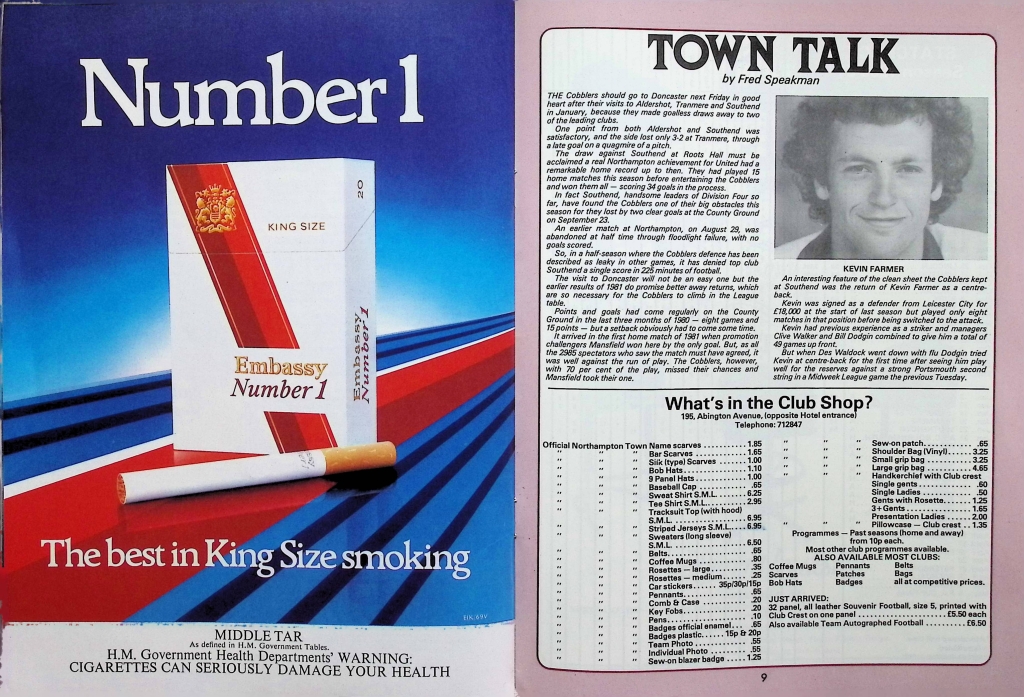 Number 1
20
KING SIZE
Embassy
Number 1
Embassy
Number 1
The best in King Size smoking
EIK/69V
MIDDLE TAR
As defined in H.M. Government Tables.
H.M. Government Health Departments' WARNING:
CIGARETTES CAN SERIOUSLY DAMAGE YOUR HEALTH
TOWN TALK
by Fred Speakman
THE Cobblers should go to Doncaster next Friday in good
heart after their visits to Aldershot, Tranmere and Southend
in January, because they made goalless draws away to two
of the leading clubs.
One point from both Aldershot and Southend was
satisfactory, and the side lost only 3-2 at Tranmere, through
a late goal on a quagmire of a pitch.
The draw against Southend at Roots Hall must be
acclaimed a real Northampton achievement for United had a
remarkable home record up to then. They had played 15
home matches this season before entertaining the Cobblers
and won them all — scoring 34 goals in the process.
In fact Southend, handsome leaders of Division Four so
far, have found the Cobblers one of their big obstacles this
season for they lost by two clear goals at the County Ground
on September 23.
An earlier match at Northampton, on August 29, was
abandoned at half time through floodlight failure, with no
goals scored.
So, in a half-season where the Cobblers defence has been
described as leaky in other games, it has denied top club
Southend a single score in 225 minutes of football.
The visit to Doncaster will not be an easy one but the
earlier results of 1981 do promise better away returns, which
are so necessary for the Cobblers to climb in the League
table.
Points and goals had come regularly on the County
Ground in the last three months of 1980 — eight games and
15 points — but a setback obviously had to come some time.
It arrived in the first home match of 1981 when promotion
challengers Mansfield won here by the only goal. But, as all
the 2985 spectators who saw the match must have agreed, it
was well against the run of play. The Cobblers, however,
with 70 per cent of the play, missed their chances and
Mansfield took their one.
KEVIN FARMER
An interesting feature of the clean sheet the Cobblers kept
at Southend was the return of Kevin Farmer as a centre-
back.
Kevin was signed as a defender from Leicester City for
£18,000 at the start of last season but played only eight
matches in that position before being switched to the attack.
Kevin had previous experience as a striker and managers
Clive Walker and Bill Dodgin combined to give him a total of
49 games up front.
But when Des Waldock went down with flu Dodgin tried
Kevin at centre-back for the first time after seeing him play
well for the reserves against a strong Portsmouth second
string in a Midweek League game the previous Tuesday.
What's in the Club Shop?
195, Abington Avenue, (opposite Hotel entrance)
Telephone: 712847
Official Northampton Town Name scarves .......... 1.85
" " " Bar Scarves .......... 1.65
" " " Silk (type) Scarves .......... 1.00
" " " Bob Hats .......... 1.10
" " " 9 Panel Hats .......... 1.00
" " " Baseball Cap .......... .65
" " " Sweat Shirt S.M.L. .......... 6.25
" " " Tee Shirt S.M.L. .......... 2.95
" " " Tracksuit Top (with hood)
S.M.L. .......... 6.95
" " " Striped Jerseys S.M.L. .......... 6.95
" " " Sweaters (long sleeve)
S.M.L. .......... 6.50
" " " Belts .......... .65
" " " Coffee Mugs .......... .80
" " " Rosettes — large .......... .35
" " " Rosettes — medium .......... .25
" " " Car stickers .......... 35p/30p/15p
" " " Pennants .......... .65
" " " Comb & Case .......... .20
" " " Key Fobs .......... .20
" " " Pens .......... .10
" " " Badges official enamel .......... .65
" " " Badges plastic .......... 15p & 20p
" " " Team Photo .......... .55
" " " Individual Photo .......... .55
" " " Sew-on blazer badge .......... 1.25
" " " Sew-on patch .......... .65
" " " Shoulder Bag (Vinyl) .......... 3.25
" " " Small grip bag .......... 3.25
" " " Large grip bag .......... 4.65
" " " Handkerchief with Club crest
Single gents .......... .60
Single Ladies .......... .50
Gents with Rosette .......... 1.25
3+Gents .......... 1.65
Presentation Ladies .......... 2.00
" " " Pillowcase — Club crest .. 1.35
Programmes — Past seasons (home and away)
from 10p each.
Most other club programmes available.
ALSO AVAILABLE MOST CLUBS:
Coffee Mugs Pennants Belts
Scarves Patches Bags
Bob Hats Badges all at competitive prices.
JUST ARRIVED:
32 panel, all leather Souvenir Football, size 5, printed with
Club Crest on one panel .......... £5.50 each
Also available Team Autographed Football .......... £6.50
9